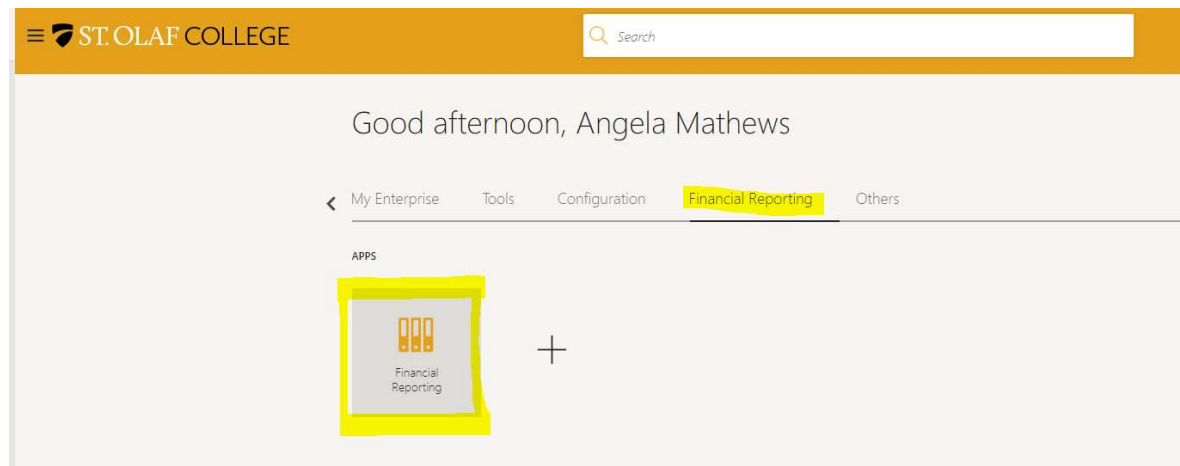 ST. OLAF COLLEGE
Search
Good afternoon, Angela Mathews
My Enterprise Tools Configuration Financial Reporting Others
APPS
Financial
Reporting